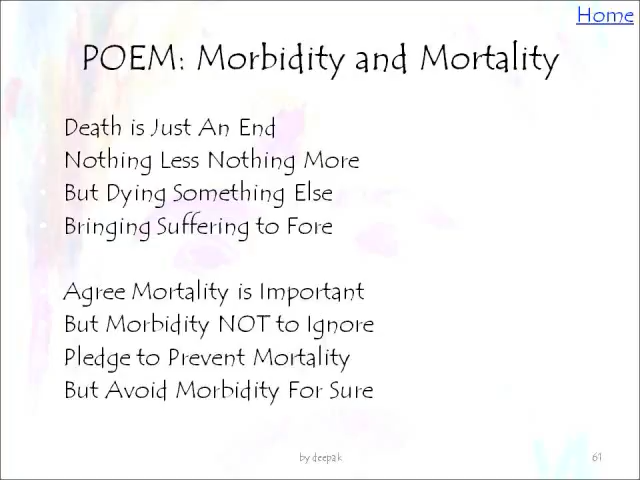 Home
POEM: Morbidity and Mortality
Death is Just An End
Nothing Less Nothing More
But Dying Something Else
Bringing Suffering to Fore
Agree Mortality is Important
But Morbidity NOT to Ignore
Pledge to Prevent Mortality
But Avoid Morbidity For Sure
by deepak
61